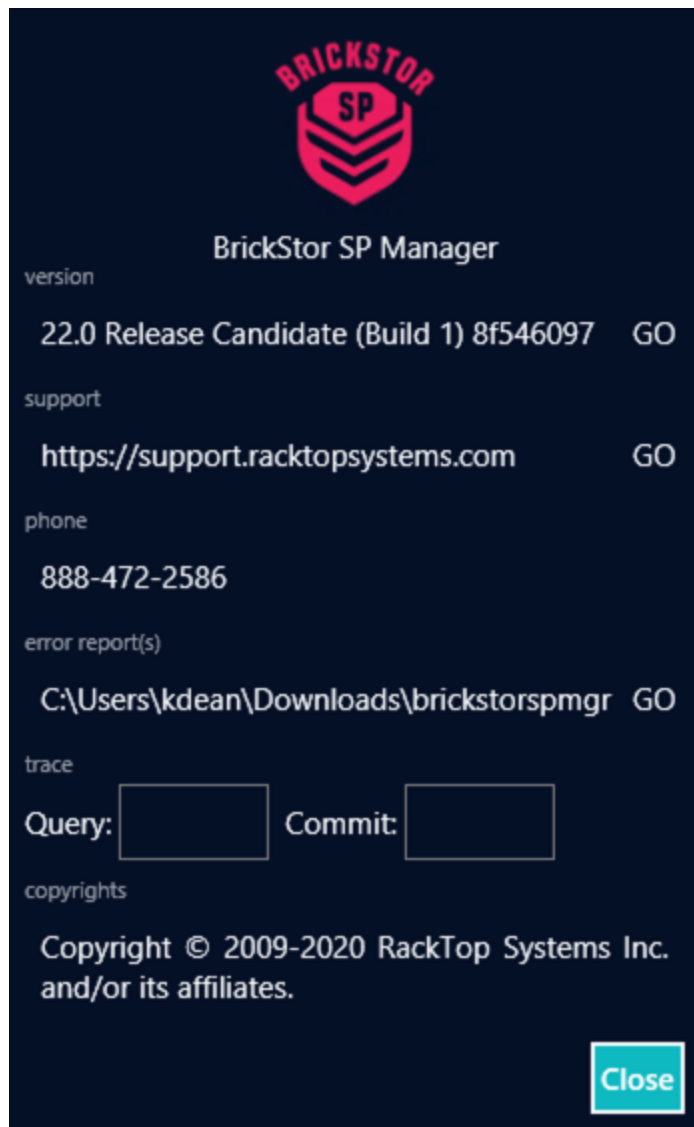 BRICKSTOR
SP
BrickStor SP Manager
version
22.0 Release Candidate (Build 1) 8f546097 GO
support
https://support.racktopsystems.com GO
phone
888-472-2586
error report(s)
C:\Users\kdean\Downloads\brickstorspmgr GO
trace
Query: Commit:
copyrights
Copyright © 2009-2020 RackTop Systems Inc.
and/or its affiliates.
Close